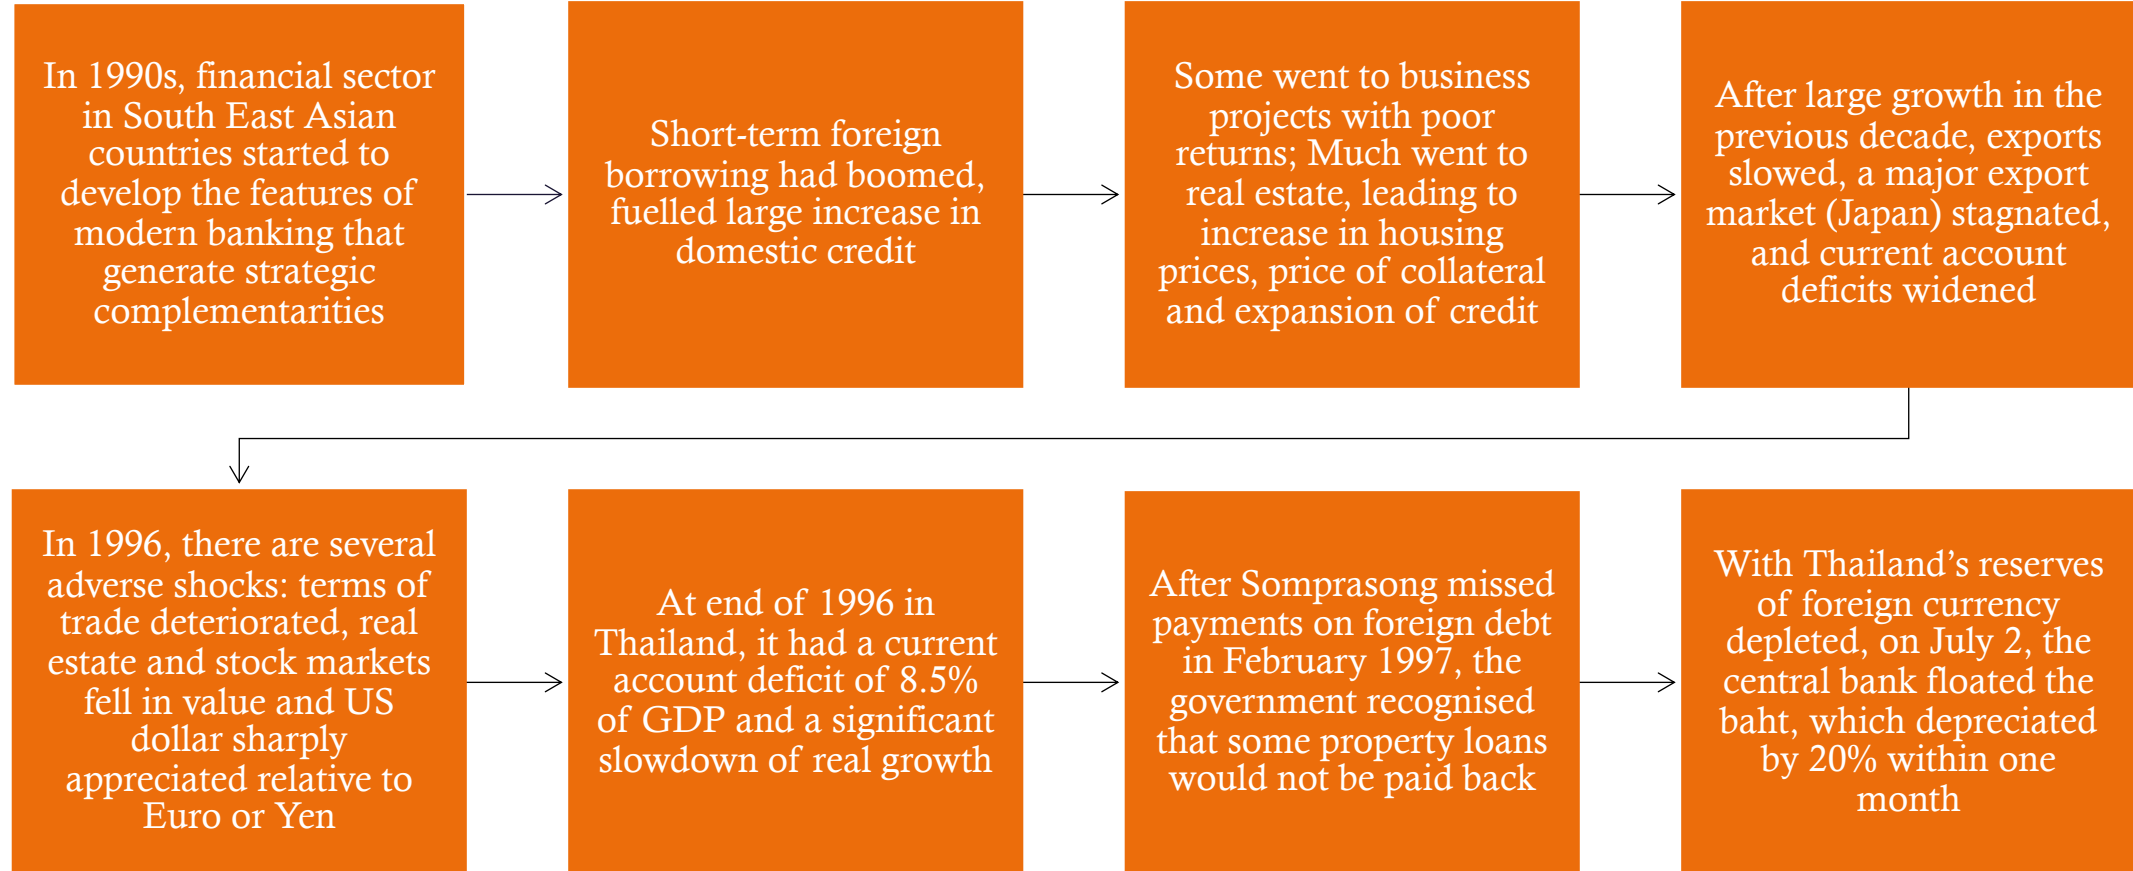 In 1990s, financial sector
in South East Asian
countries started to
develop the features of
modern banking that
generate strategic
complementarities
Short-term foreign
borrowing had boomed,
fuelled large increase in
domestic credit
Some went to business
projects with poor
returns; Much went to
real estate, leading to
increase in housing
prices, price of collateral
and expansion of credit
After large growth in the
previous decade, exports
slowed, a major export
market (Japan) stagnated,
and current account
deficits widened
In 1996, there are several
adverse shocks: terms of
trade deteriorated, real
estate and stock markets
fell in value and US
dollar sharply
appreciated relative to
Euro or Yen
At end of 1996 in
Thailand, it had a current
account deficit of 8.5%
of GDP and a significant
slowdown of real growth
After Somprasong missed
payments on foreign debt
in February 1997, the
government recognised
that some property loans
would not be paid back
With Thailand’s reserves
of foreign currency
depleted, on July 2, the
central bank floated the
baht, which depreciated
by 20% within one
month